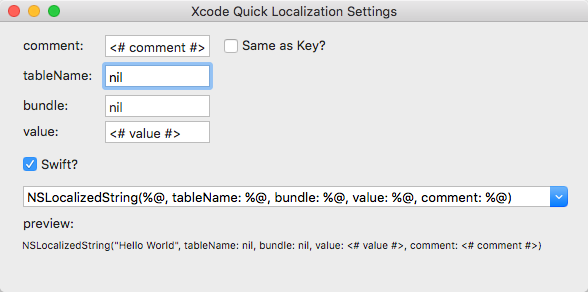 Xcode Quick Localization Settings
comment: <# comment #> Same as Key?
tableName: nil
bundle: nil
value: <# value #>
Swift?
NSLocalizedString(%@, tableName: %@, bundle: %@, value: %@, comment: %@)
preview:
NSLocalizedString("Hello World", tableName: nil, bundle: nil, value: <# value #>, comment: <# comment #>)